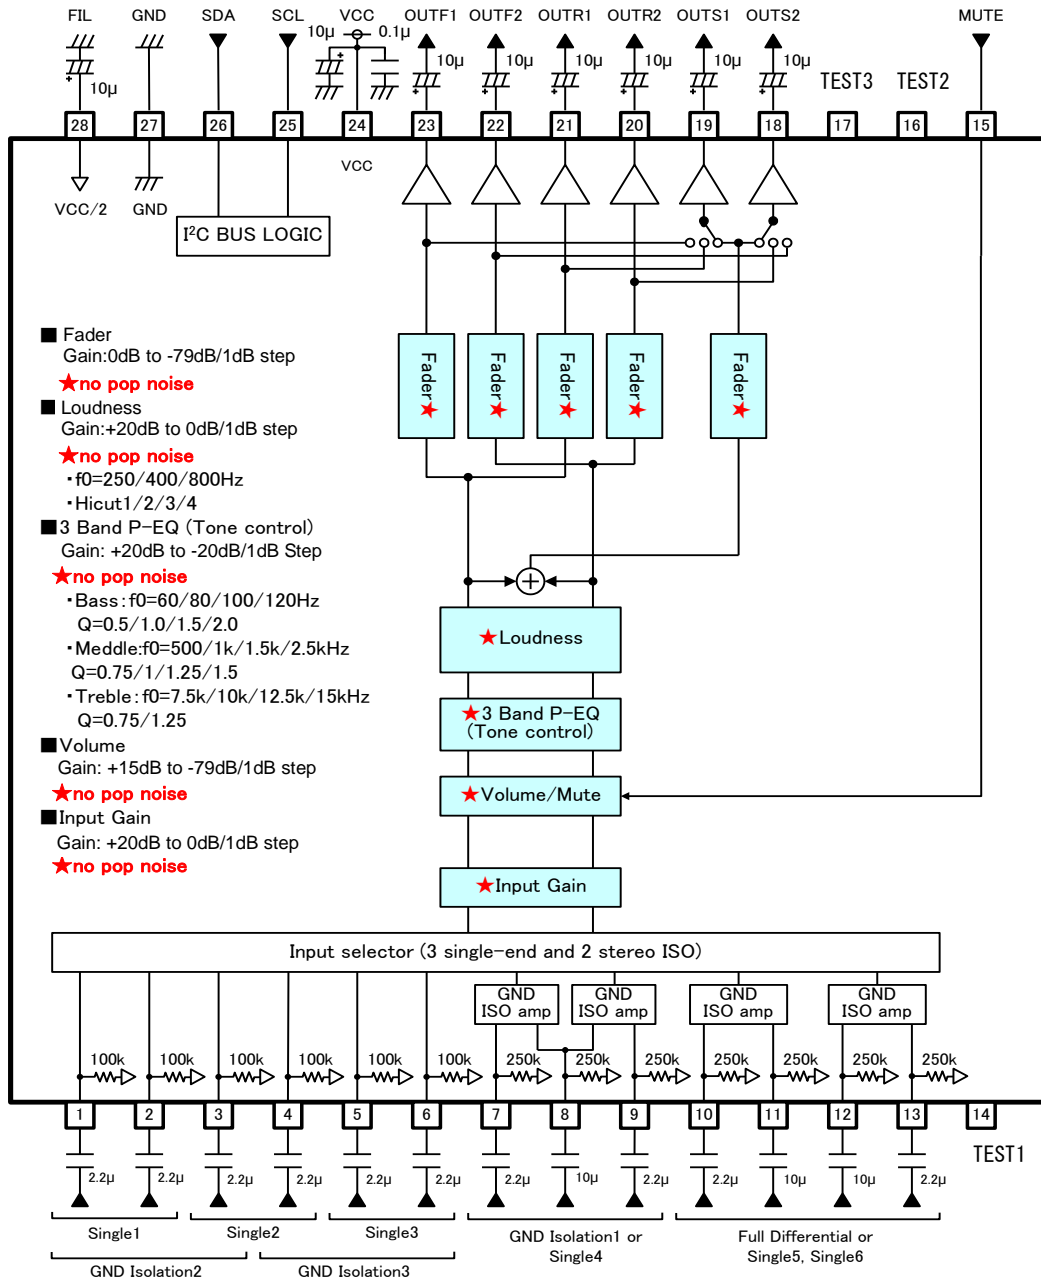 FIL GND SDA SCL VCC OUTF1 OUTF2 OUTR1 OUTR2 OUTS1 OUTS2 MUTE
10μ 0.1μ
10μ 10μ 10μ 10μ 10μ 10μ 10μ
TEST3 TEST2
28 27 26 25 24 23 22 21 20 19 18 17 16 15
VCC
VCC/2 GND
I²C BUS LOGIC
■ Fader
Gain:0dB to -79dB/1dB step
★no pop noise
■ Loudness
Gain:+20dB to 0dB/1dB step
★no pop noise
・f0=250/400/800Hz
・Hicut1/2/3/4
■3 Band P-EQ (Tone control)
Gain: +20dB to -20dB/1dB Step
★no pop noise
・Bass:f0=60/80/100/120Hz
Q=0.5/1.0/1.5/2.0
・Meddle:f0=500/1k/1.5k/2.5kHz
Q=0.75/1/1.25/1.5
・Treble:f0=7.5k/10k/12.5k/15kHz
Q=0.75/1.25
■Volume
Gain: +15dB to -79dB/1dB step
★no pop noise
■Input Gain
Gain: +20dB to 0dB/1dB step
★no pop noise
Fader★ Fader★ Fader★ Fader★ Fader★
+
★Loudness
★3 Band P-EQ
(Tone control)
★Volume/Mute
★Input Gain
Input selector (3 single-end and 2 stereo ISO)
GND
ISO amp
GND
ISO amp
GND
ISO amp
GND
ISO amp
100k 100k 100k 100k 100k 100k 250k 250k 250k 250k 250k 250k 250k
1 2 3 4 5 6 7 8 9 10 11 12 13 14
TEST1
2.2μ 2.2μ 2.2μ 2.2μ 2.2μ 2.2μ 2.2μ 10μ 2.2μ 2.2μ 10μ 10μ 2.2μ
Single1 Single2 Single3
GND Isolation1 or
Single4
Full Differential or
Single5, Single6
GND Isolation2 GND Isolation3